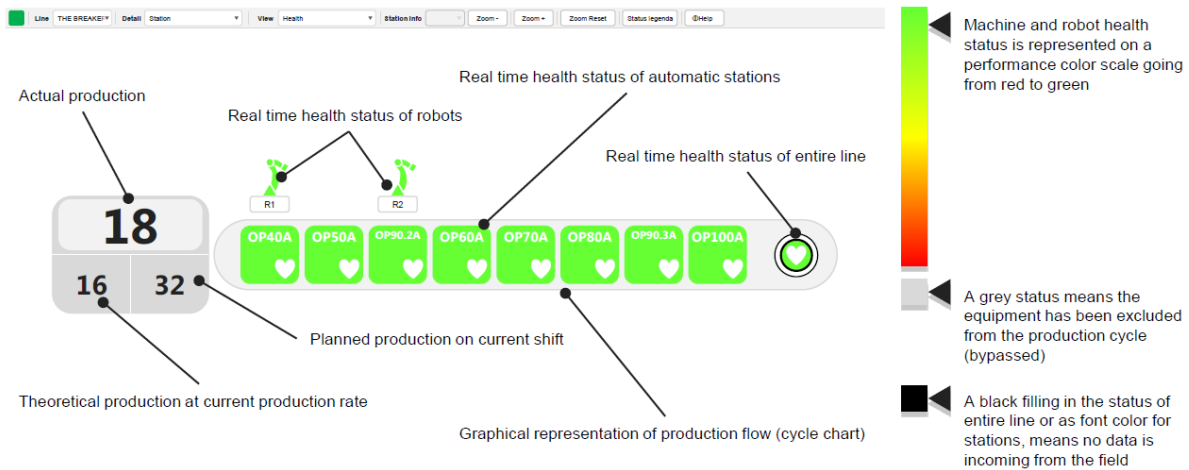 Line THE BREAKEF Detail Station View Health Station Info Zoom - Zoom + Zoom Reset Status legenda Help
Machine and robot health
status is represented on a
performance color scale going
from red to green
Real time health status of automatic stations
Actual production
Real time health status of robots
Real time health status of entire line
R1 R2
18
16 32
OP40A OP50A OP90.2A OP60A OP70A OP80A OP90.3A OP100A
A grey status means the
equipment has been excluded
from the production cycle
(bypassed)
Planned production on current shift
Theoretical production at current production rate
Graphical representation of production flow (cycle chart)
A black filling in the status of
entire line or as font color for
stations, means no data is
incoming from the field